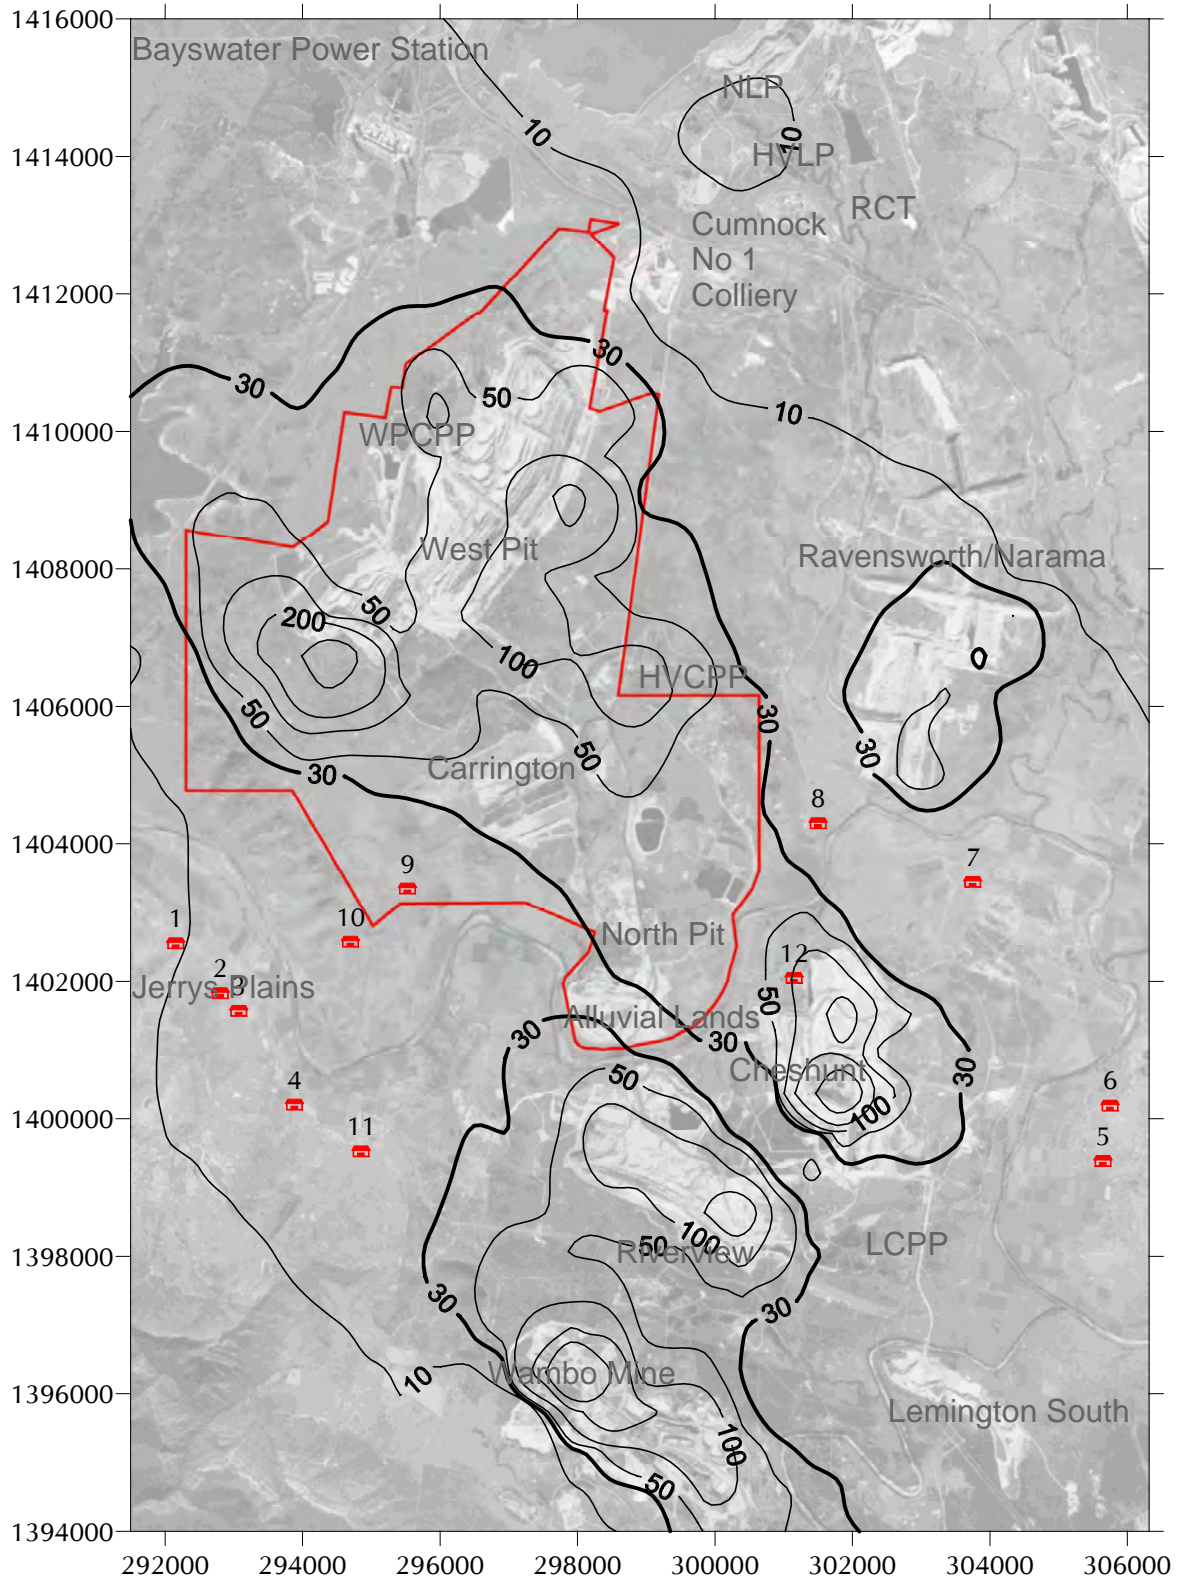 1416000
Bayswater Power Station
NLP
10
10
1414000
HVLP
RCT
Cumnock
No 1
Colliery
1412000
30
30
50
10
1410000
WPCPP
West Pit
Ravensworth/Narama
1408000
50
200
100
HVCPP
1406000
50
30
50
30
30
Carrington
8
1404000
7
9
1
10
North Pit
12
2
3
1402000
Jerrys Plains
50
Alluvial Lands
30
30
30
Cheshunt
50
4
100
6
1400000
11
5
100
50
Riverview
LCPP
1398000
30
30
Wambo Mine
10
1396000
Lemington South
100
50
1394000
292000 294000 296000 298000 300000 302000 304000 306000